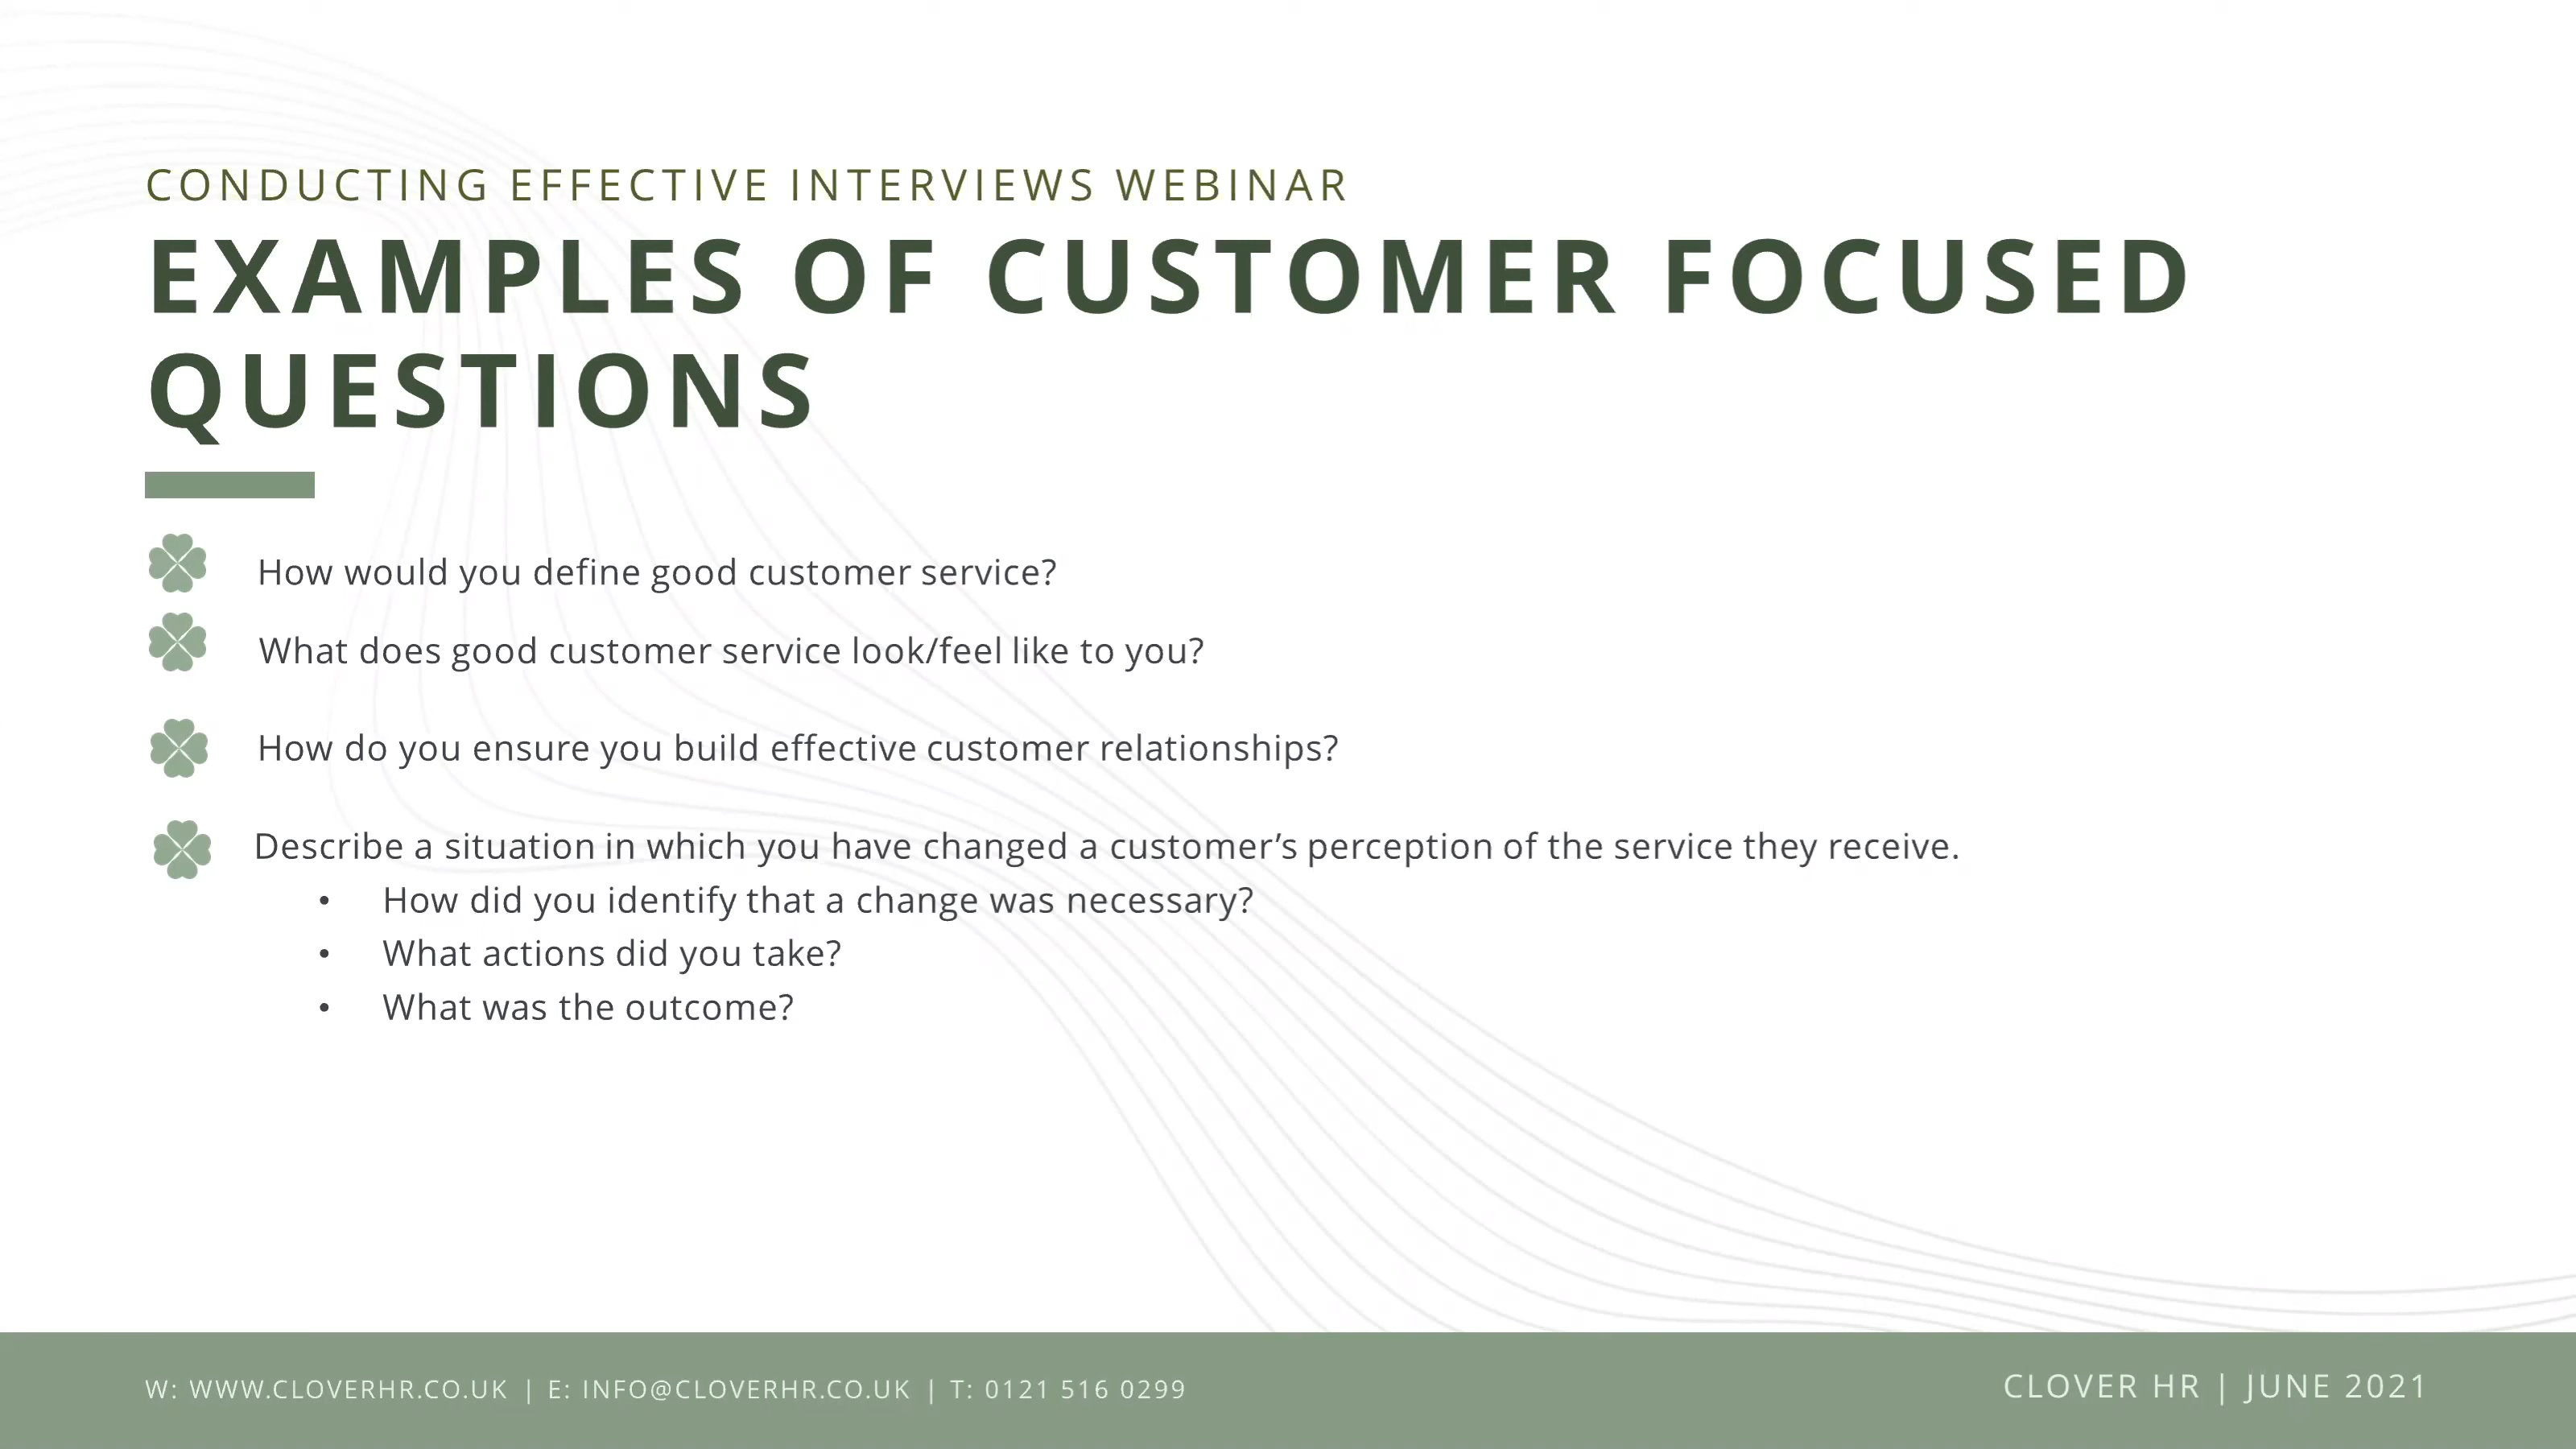 CONDUCTING EFFECTIVE INTERVIEWS WEBINAR
EXAMPLES OF CUSTOMER FOCUSED
QUESTIONS
How would you define good customer service?
What does good customer service look/feel like to you?
How do you ensure you build effective customer relationships?
Describe a situation in which you have changed a customer’s perception of the service they receive.
• How did you identify that a change was necessary?
• What actions did you take?
• What was the outcome?
W: WWW.CLOVERHR.CO.UK | E: INFO@CLOVERHR.CO.UK | T: 0121 516 0299
CLOVER HR | JUNE 2021